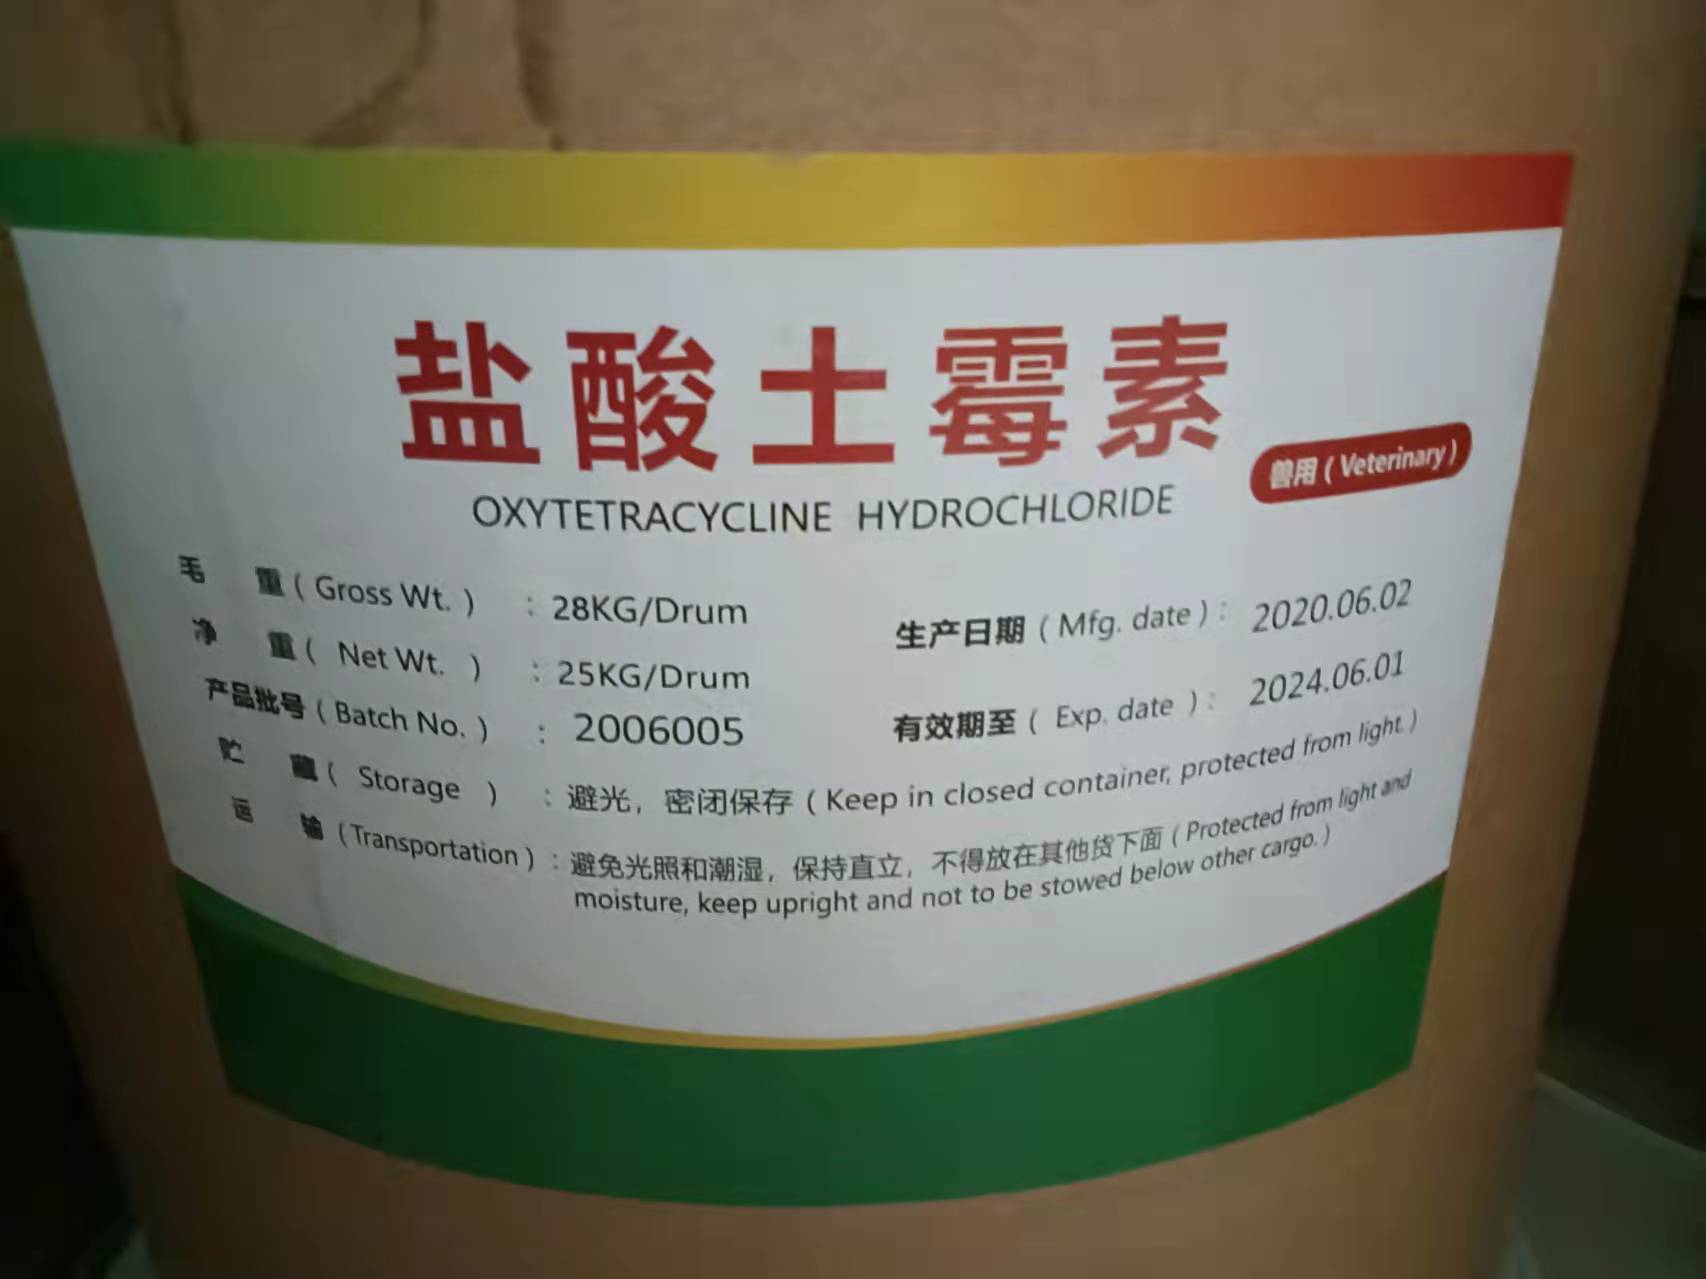 盐酸土霉素
OXYTETRACYCLINE HYDROCHLORIDE
兽用 ( Veterinary )
毛 重 ( Gross Wt. ) : 28KG/Drum
净 重 ( Net Wt. ) : 25KG/Drum
产品批号 ( Batch No. ) : 2006005
生产日期 ( Mfg. date ) : 2020.06.02
有效期至 ( Exp. date ) : 2024.06.01
贮 藏 ( Storage ) : 避光，密闭保存 ( Keep in closed container, protected from light. )
运 输 ( Transportation ) : 避免光照和潮湿，保持直立，不得放在其他货下面 ( Protected from light and
moisture, keep upright and not to be stowed below other cargo. )